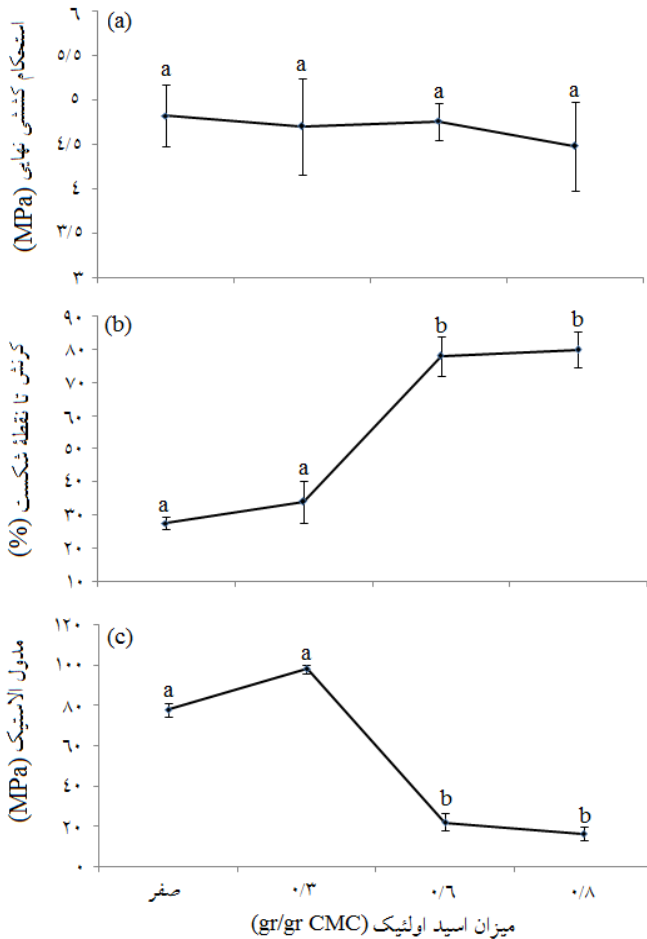 (a)
استحکام کششی نهایی (MPa)
۶
۵/۵
۵
۴/۵
۴
۳/۵
۳
a
a
a
a
(b)
کرنش تا نقطۀ شکست (%)
۹۰
۸۰
۷۰
۶۰
۵۰
۴۰
۳۰
۲۰
۱۰
a
a
b
b
(c)
مدول الاستیک (MPa)
۱۲۰
۱۰۰
۸۰
۶۰
۴۰
۲۰
۰
a
a
b
b
صفر
۰/۳
۰/۶
۰/۸
میزان اسید اولئیک (gr/gr CMC)